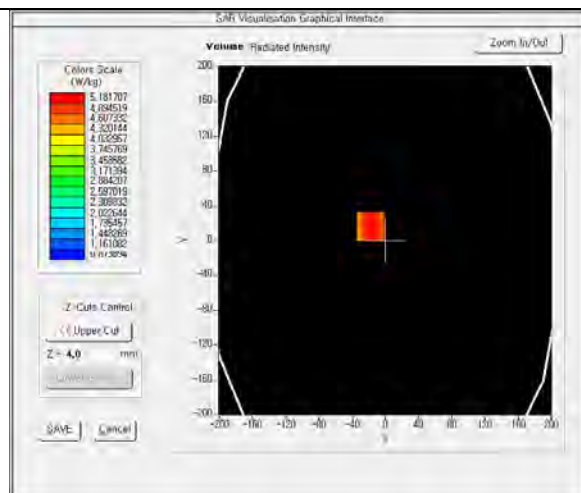 SAR Visualisation Graphical Interface
Volume Radiated Intensity
Zoom In/Out
Colors Scale
(W/kg)
5.181707
4.894519
4.607332
4.320144
4.032957
3.745769
3.458582
3.171394
2.884207
2.597019
2.309832
2.022644
1.735457
1.448269
1.161082
0.873894
Z-Cuts Control
<< Upper Cut
Z = 4.0 mm
SAVE
Cancel
200
160
120
80
40
0
-40
-80
-120
-160
-200
Y
-200 -160 -120 -80 -40 0 40 80 120 160 200
X